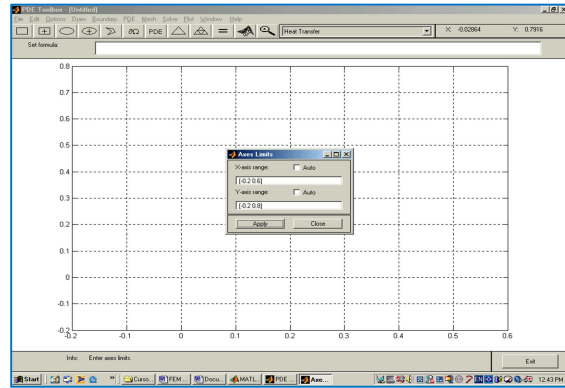 PDE Toolbox - [Untitled]
File Edit Options Draw Boundary PDE Mesh Solve Plot Window Help
∂Ω PDE = Heat Transfer X: -0.02864 Y: 0.7916
Set formula:
0.8
0.7
0.6
0.5
Axes Limits
X-axis range: Auto
[-0.2 0.6]
Y-axis range: Auto
[-0.2 0.8]
Apply Close
0.4
0.3
0.2
0.1
0
-0.1
-0.2
-0.2 -0.1 0 0.1 0.2 0.3 0.4 0.5 0.6
Info: Enter axes limits. Exit
Start Curso... FEM ... Docu... MATL... PDE ... Axe... EN 12:43 PM